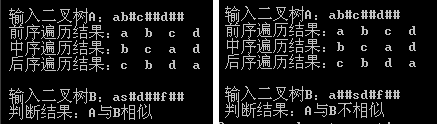 输入二叉树A：ab#c##d##
前序遍历结果：a b c d
中序遍历结果：b c a d
后序遍历结果：c b d a
输入二叉树B：as#d##f##
判断结果：A与B相似
输入二叉树A：ab#c##d##
前序遍历结果：a b c d
中序遍历结果：b c a d
后序遍历结果：c b d a
输入二叉树B：a##sd#f##
判断结果：A与B不相似